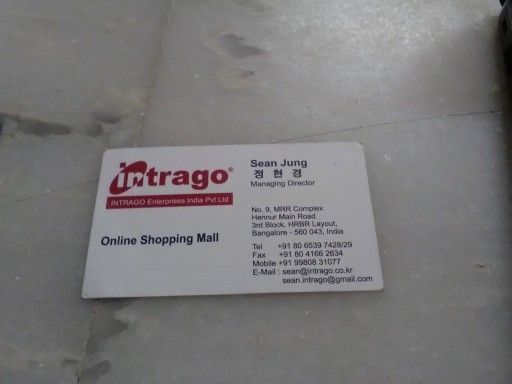 intrago®
INTRAGO Enterprises India Pvt Ltd
Online Shopping Mall
Sean Jung
정 현 경
Managing Director
No. 9, MRR Complex
Hennur Main Road
3rd Block, HRBR Layout,
Bangalore - 560 043, India
Tel +91 80 6539 7428/29
Fax +91 80 4166 2634
Mobile +91 99808 31077
E-Mail : sean@intrago.co.kr
sean.intrago@gmail.com